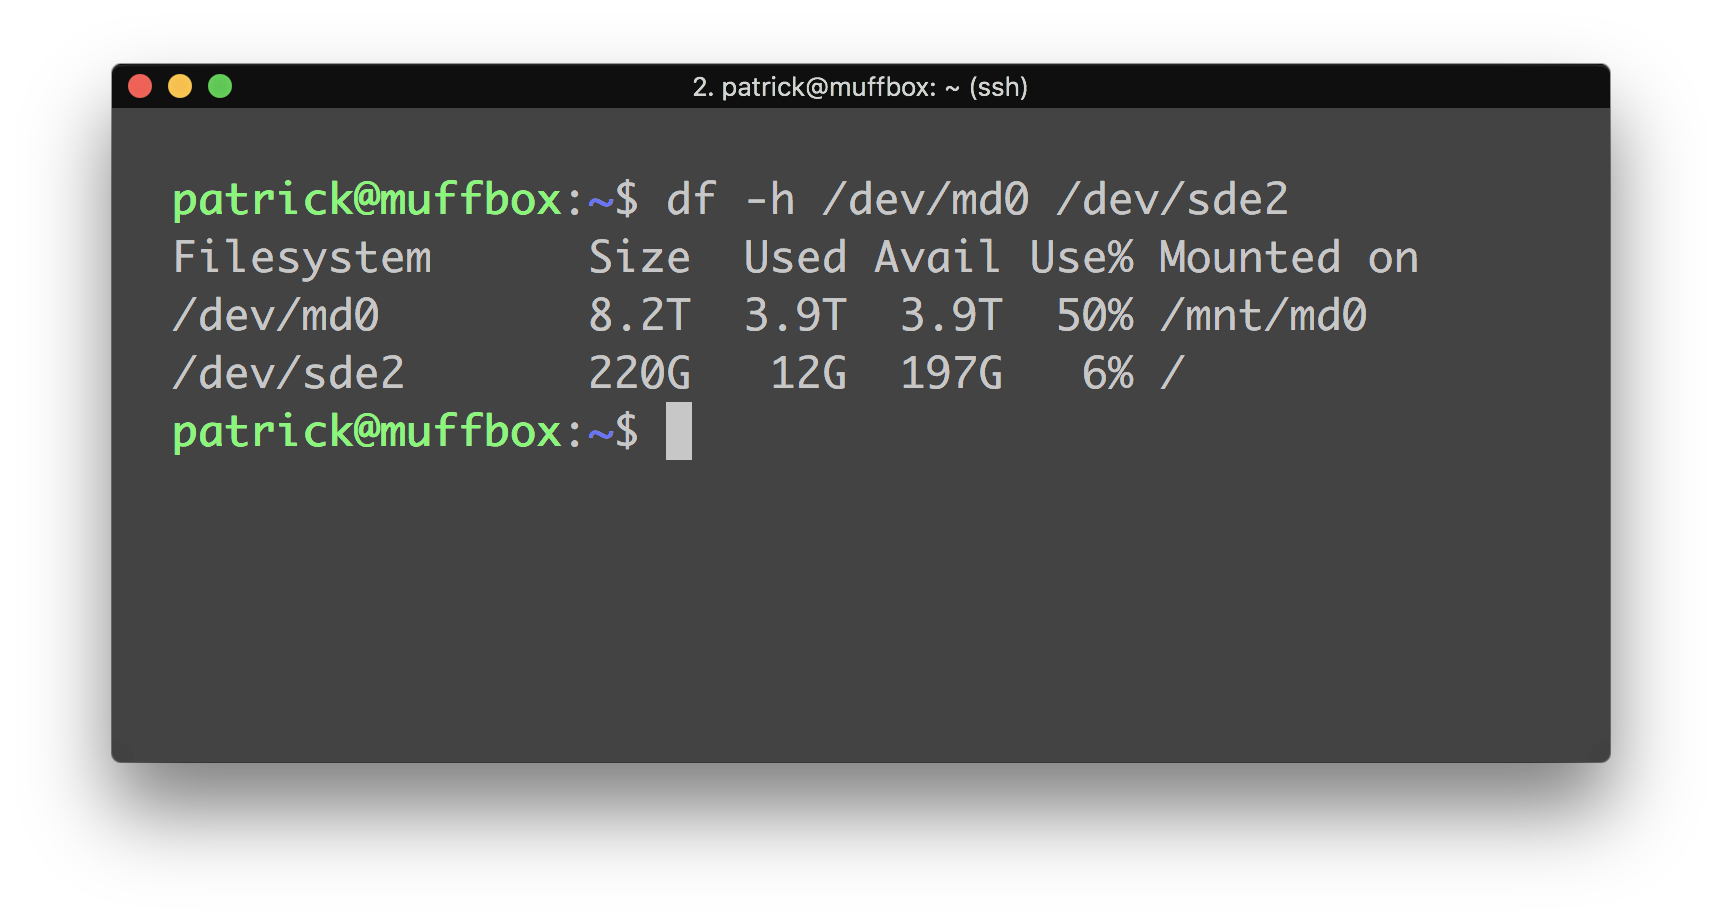 2. patrick@muffbox: ~ (ssh)
patrick@muffbox:~$ df -h /dev/md0 /dev/sde2
Filesystem      Size  Used Avail Use% Mounted on
/dev/md0        8.2T  3.9T  3.9T  50% /mnt/md0
/dev/sde2       220G   12G  197G   6% /
patrick@muffbox:~$